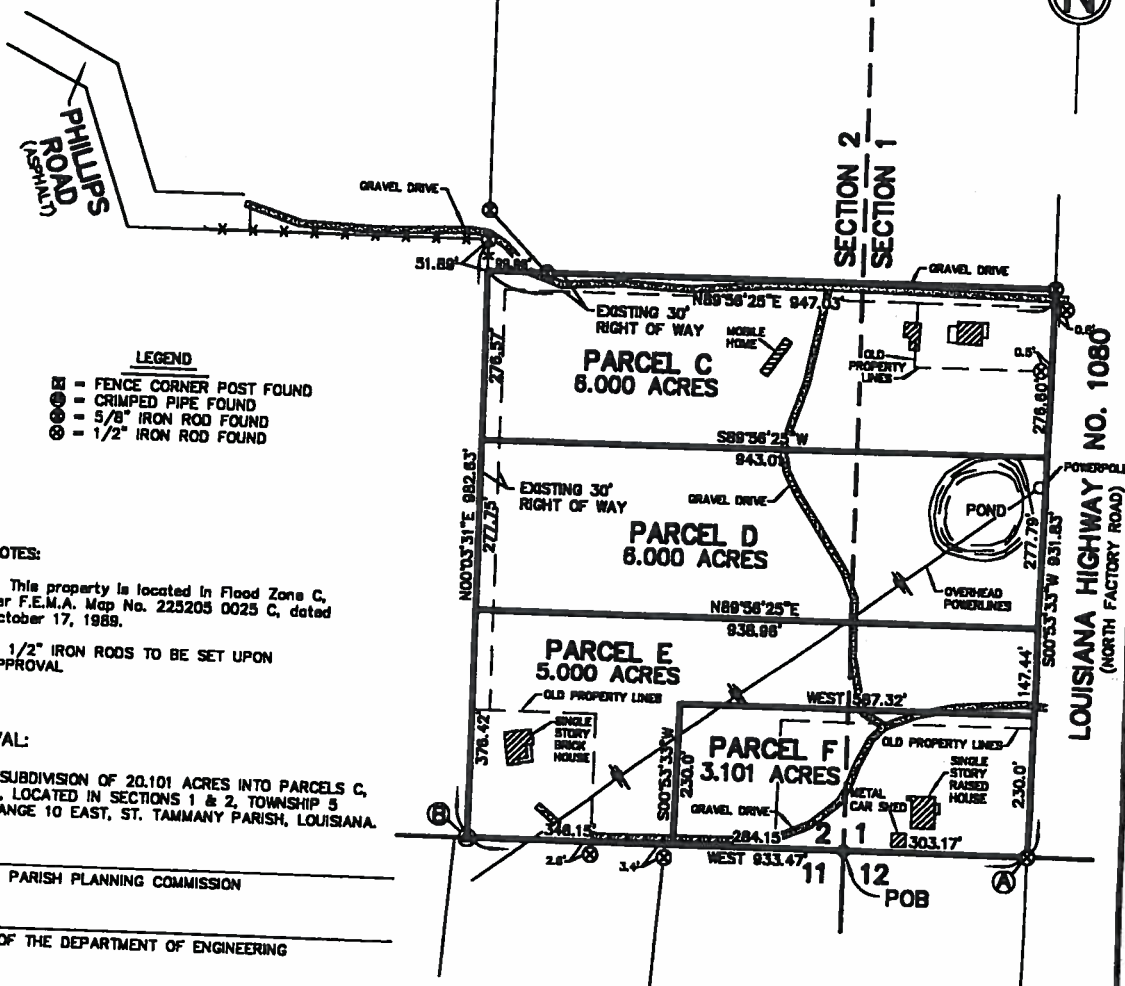 N
PHILLIPS
ROAD
(ASPHALT)
GRAVEL DRIVE
SECTION 2
SECTION 1
51.89'
GRAVEL DRIVE
N89°56'25"E 947.03'
EXISTING 30'
RIGHT OF WAY
MOBILE
HOME
PARCEL C
6.000 ACRES
OLD
PROPERTY
LINES
0.6'
0.5'
276.57'
276.60'
LEGEND
= FENCE CORNER POST FOUND
= CRIMPED PIPE FOUND
= 5/8" IRON ROD FOUND
= 1/2" IRON ROD FOUND
S89°56'25"W
943.01'
LOUISIANA HIGHWAY NO. 1080
(NORTH FACTORY ROAD)
POWERPOLE
EXISTING 30'
RIGHT OF WAY
GRAVEL DRIVE
POND
PARCEL D
6.000 ACRES
N00°03'31"E 982.63'
277.75'
277.79'
S00°53'33"W 931.83'
OVERHEAD
POWERLINES
OTES:
This property is located in Flood Zone C,
er F.E.M.A. Map No. 225205 0025 C, dated
ctober 17, 1989.
1/2" IRON RODS TO BE SET UPON
PPROVAL
N89°56'25"E
938.96'
PARCEL E
5.000 ACRES
OLD PROPERTY LINES
WEST 587.32'
147.44'
376.42'
SINGLE
STORY
BRICK
HOUSE
S00°53'33"W
230.0'
PARCEL F
3.101 ACRES
OLD PROPERTY LINES
SINGLE
STORY
RAISED
HOUSE
METAL
CAR SHED
230.0'
GRAVEL DRIVE
VAL:
SUBDIVISION OF 20.101 ACRES INTO PARCELS C,
, LOCATED IN SECTIONS 1 & 2, TOWNSHIP 5
ANGE 10 EAST, ST. TAMMANY PARISH, LOUISIANA.
B
346.15'
284.15
2 1
303.17'
2.8'
3.4'
WEST 933.47'
11 12
A
POB
PARISH PLANNING COMMISSION
OF THE DEPARTMENT OF ENGINEERING